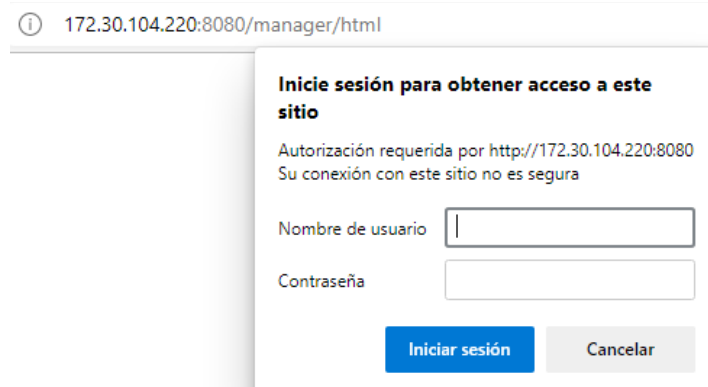 172.30.104.220:8080/manager/html
Inicie sesión para obtener acceso a este
sitio
Autorización requerida por http://172.30.104.220:8080
Su conexión con este sitio no es segura
Nombre de usuario
Contraseña
Iniciar sesión Cancelar